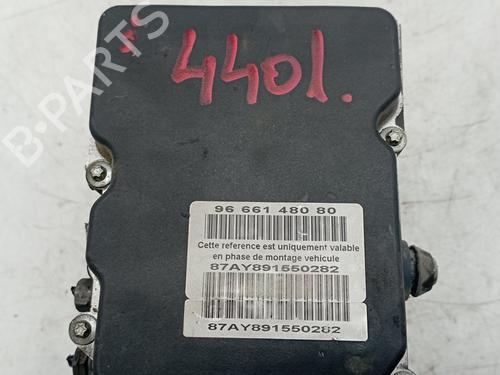 B-PARTS
4401.
96 661 480 80
Cette reference est uniquement valable
en phase de montage vehicule
87AY891550282
87AY891550282